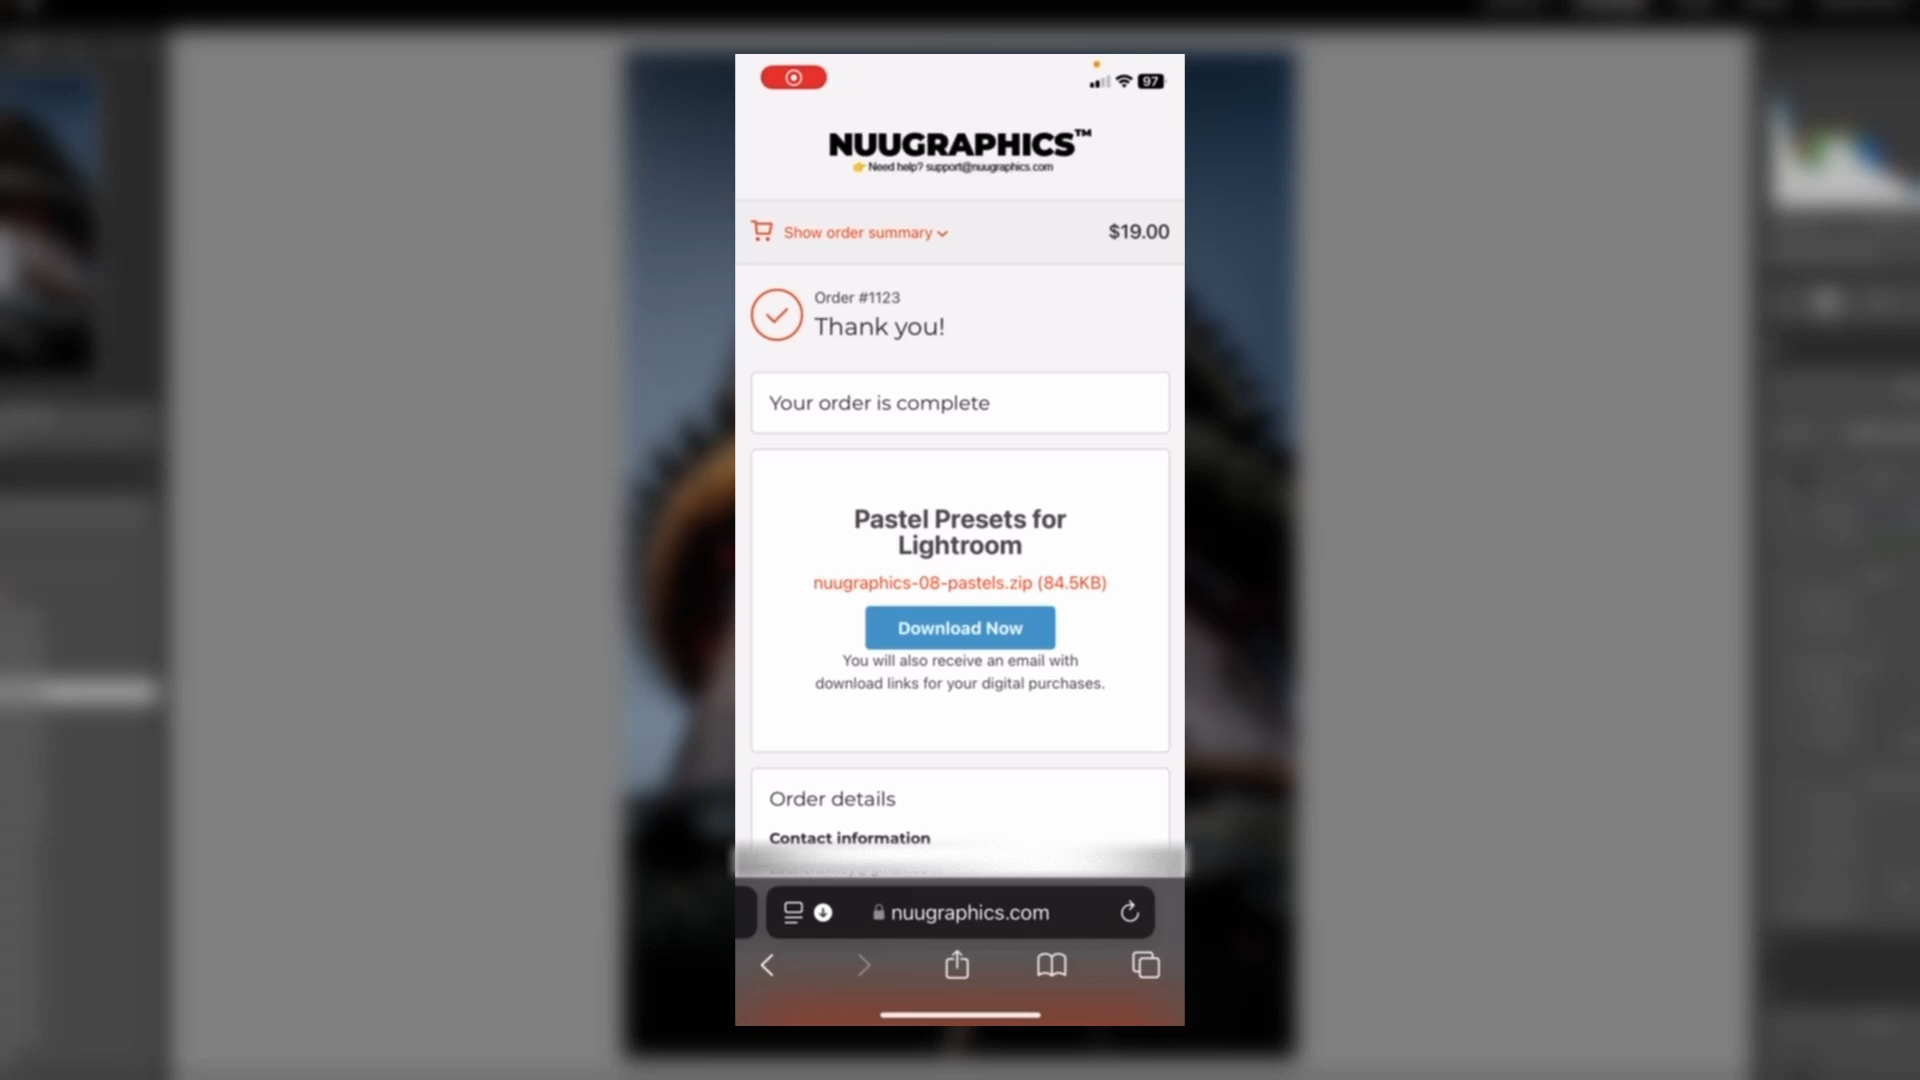 97
NUUGRAPHICS™
👉 Need help? support@nuugraphics.com
Show order summary
$19.00
Order #1123
Thank you!
Your order is complete
Pastel Presets for
Lightroom
nuugraphics-08-pastels.zip (84.5KB)
Download Now
You will also receive an email with
download links for your digital purchases.
Order details
Contact information
nuugraphics.com